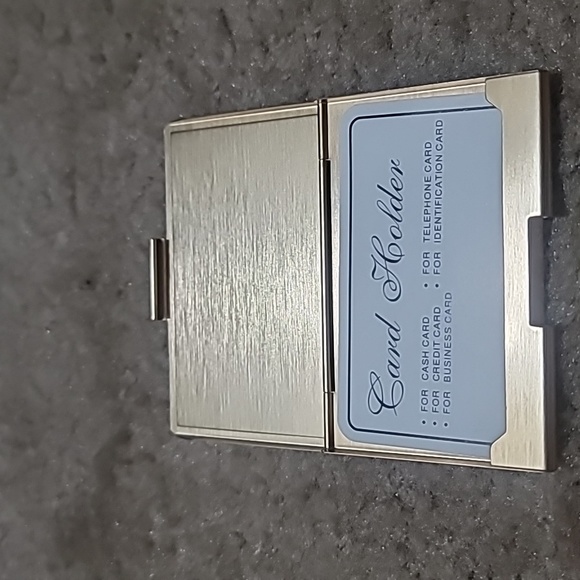 Card Holder
• FOR CASH CARD • FOR TELEPHONE CARD
• FOR CREDIT CARD • FOR IDENTIFICATION CARD
• FOR BUSINESS CARD